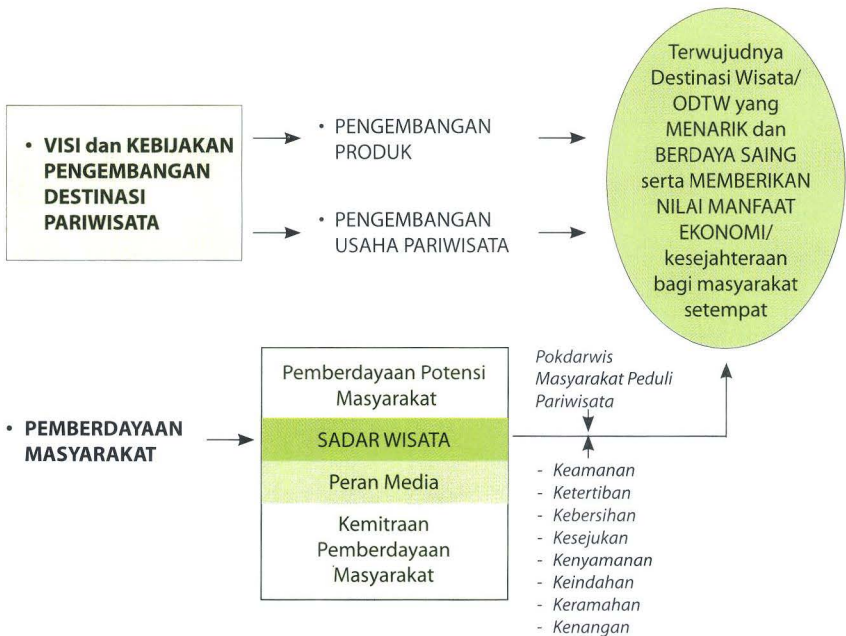 • VISI dan KEBIJAKAN
PENGEMBANGAN
DESTINASI
PARIWISATA
• PENGEMBANGAN
PRODUK
• PENGEMBANGAN
USAHA PARIWISATA
Terwujudnya
Destinasi Wisata/
ODTW yang
MENARIK dan
BERDAYA SAING
serta MEMBERIKAN
NILAI MANFAAT
EKONOMI/
kesejahteraan
bagi masyarakat
setempat
• PEMBERDAYAAN
MASYARAKAT
Pemberdayaan Potensi
Masyarakat
SADAR WISATA
Peran Media
Kemitraan
Pemberdayaan
Masyarakat
Pokdarwis
Masyarakat Peduli
Pariwisata
- Keamanan
- Ketertiban
- Kebersihan
- Kesejukan
- Kenyamanan
- Keindahan
- Keramahan
- Kenangan